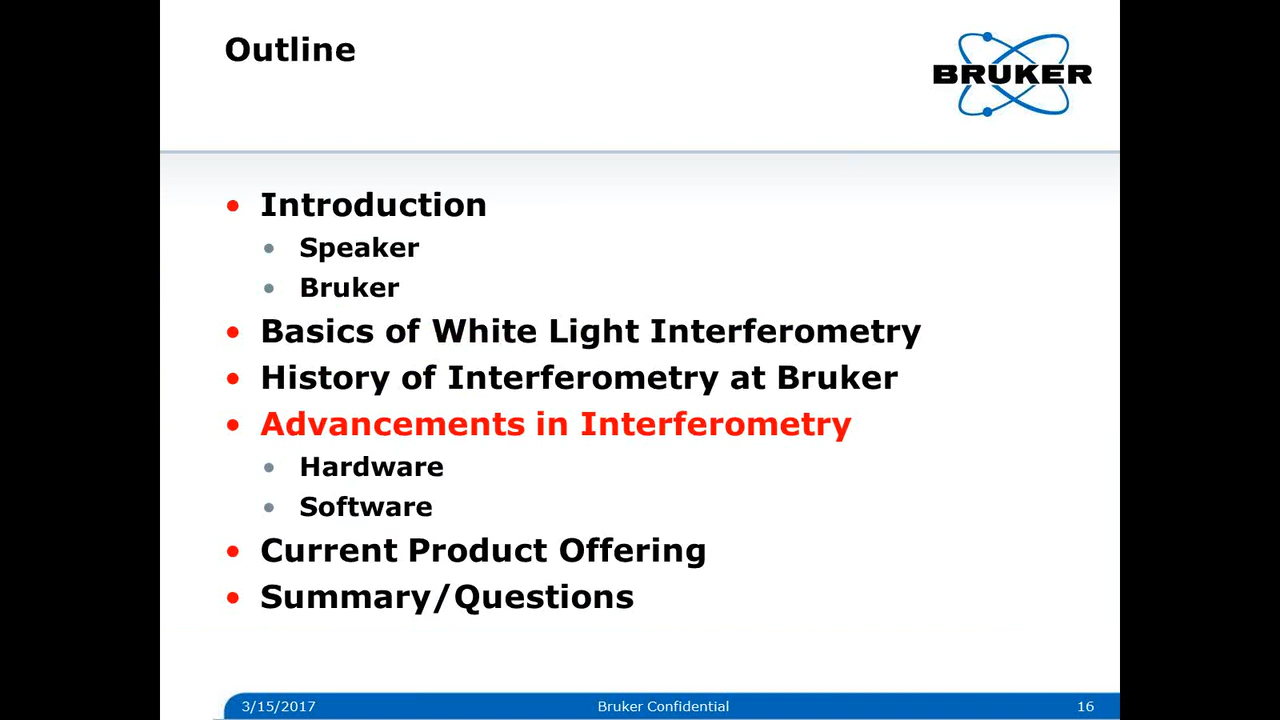 Outline
BRUKER
Introduction
Speaker
Bruker
Basics of White Light Interferometry
History of Interferometry at Bruker
Advancements in Interferometry
Hardware
Software
Current Product Offering
Summary/Questions
3/15/2017 Bruker Confidential 16